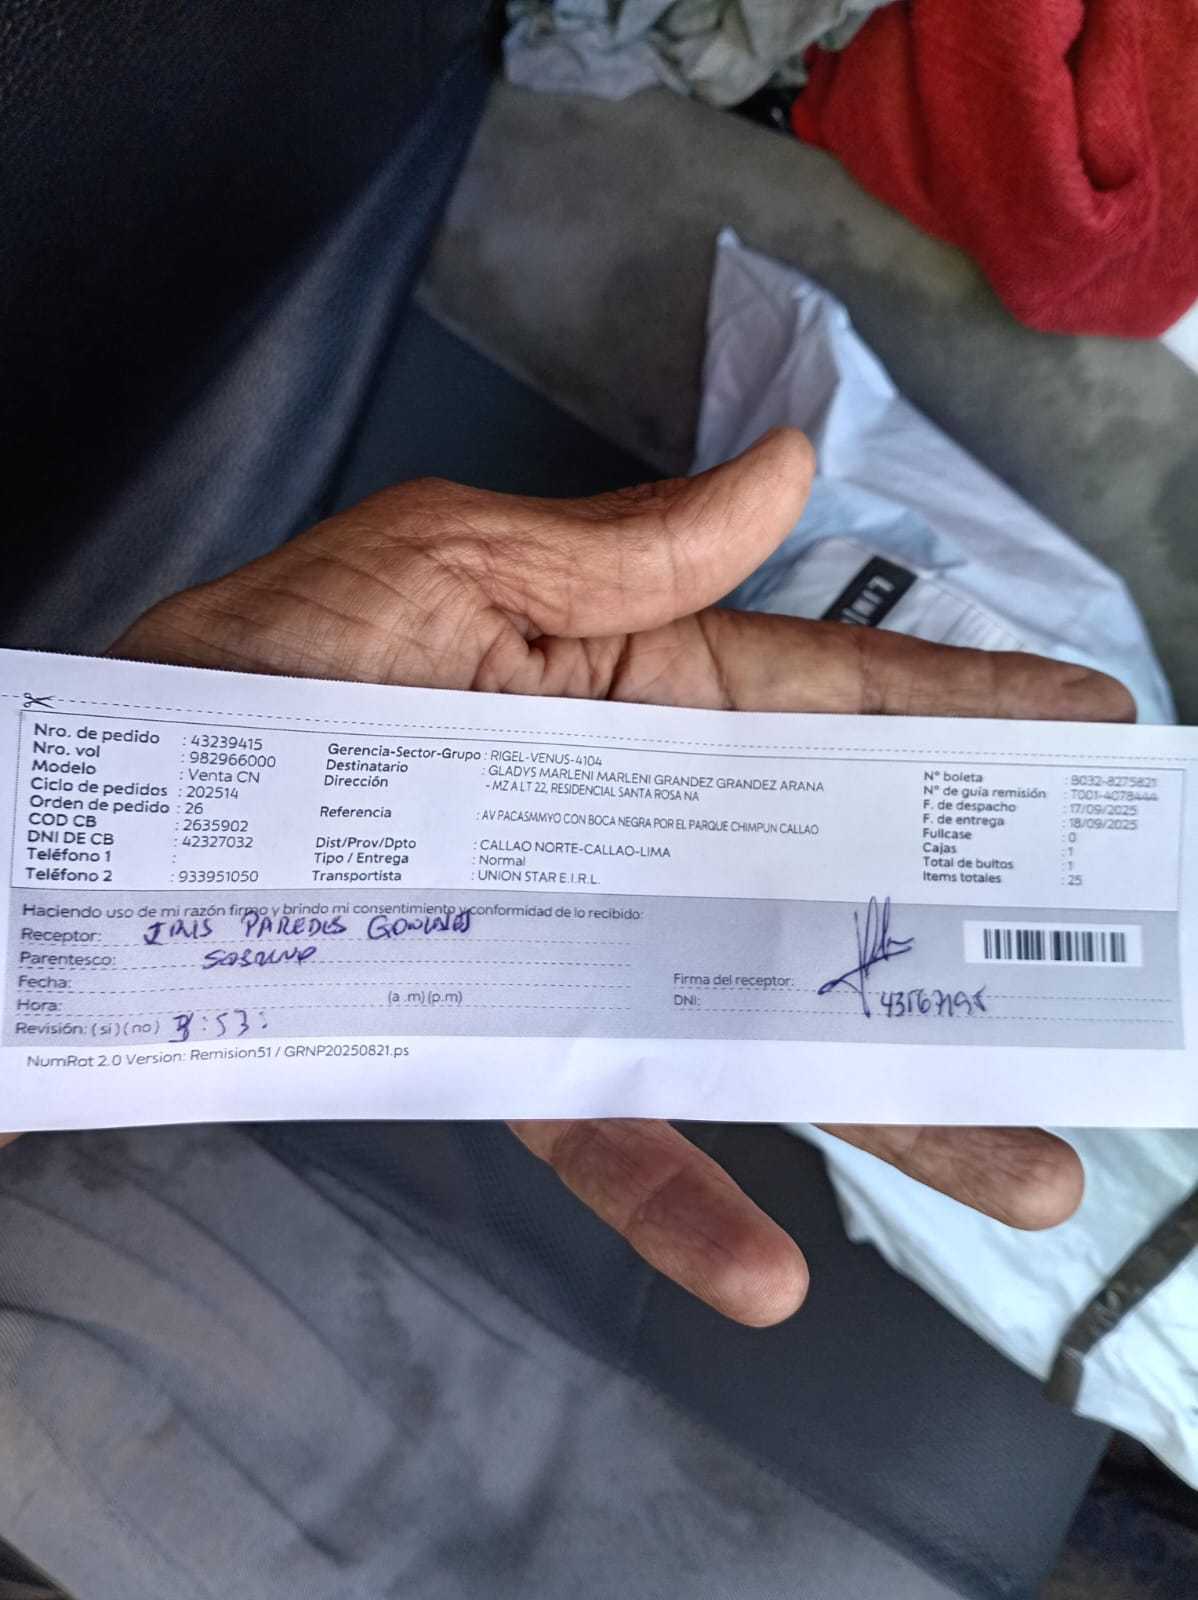 Nro. de pedido : 43239415
Nro. vol : 982966000
Modelo : Venta CN
Ciclo de pedidos : 202514
Orden de pedido : 26
COD CB : 2635902
DNI DE CB : 42327032
Teléfono 1 :
Teléfono 2 : 933951050
Gerencia-Sector-Grupo : RIGEL-VENUS-4104
Destinatario : GLADYS MARLENI MARLENI GRANDEZ GRANDEZ ARANA
Dirección - MZ A LT 22, RESIDENCIAL SANTA ROSA NA
Referencia : AV PACASMMYO CON BOCA NEGRA POR EL PARQUE CHIMPUN CALLAO
Dist/Prov/Dpto : CALLAO NORTE-CALLAO-LIMA
Tipo / Entrega : Normal
Transportista : UNION STAR E.I.R.L.
N° boleta : B032-8275821
N° de guía remisión : T001-4078444
F. de despacho : 17/09/2025
F. de entrega : 18/09/2025
Fullcase : 0
Cajas : 1
Total de bultos : 1
Items totales : 25
Haciendo uso de mi razón firmo y brindo mi consentimiento y conformidad de lo recibido:
Receptor: IRIS PAREDES
Parentesco:
Fecha:
Hora: (a .m) (p.m)
Revisión: ( si ) ( no ) 3:53:
Firma del receptor:
DNI:
NumRot 2.0 Version: Remision51 / GRNP20250821.ps